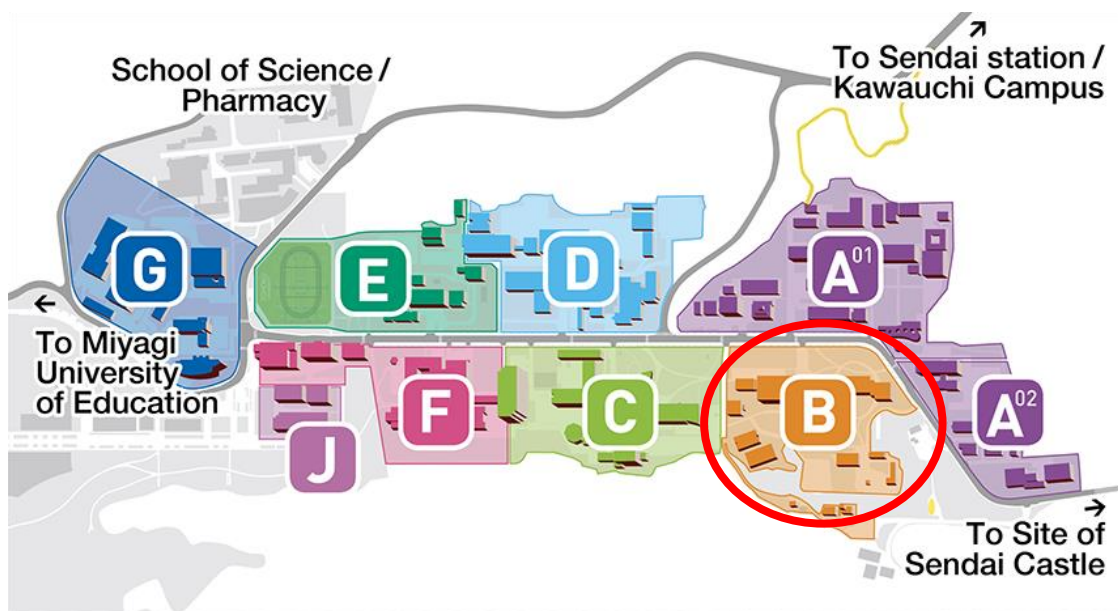 School of Science /
Pharmacy
To Sendai station /
Kawauchi Campus
G
E
D
A01
To Miyagi
University
of Education
F
C
B
A02
J
To Site of
Sendai Castle